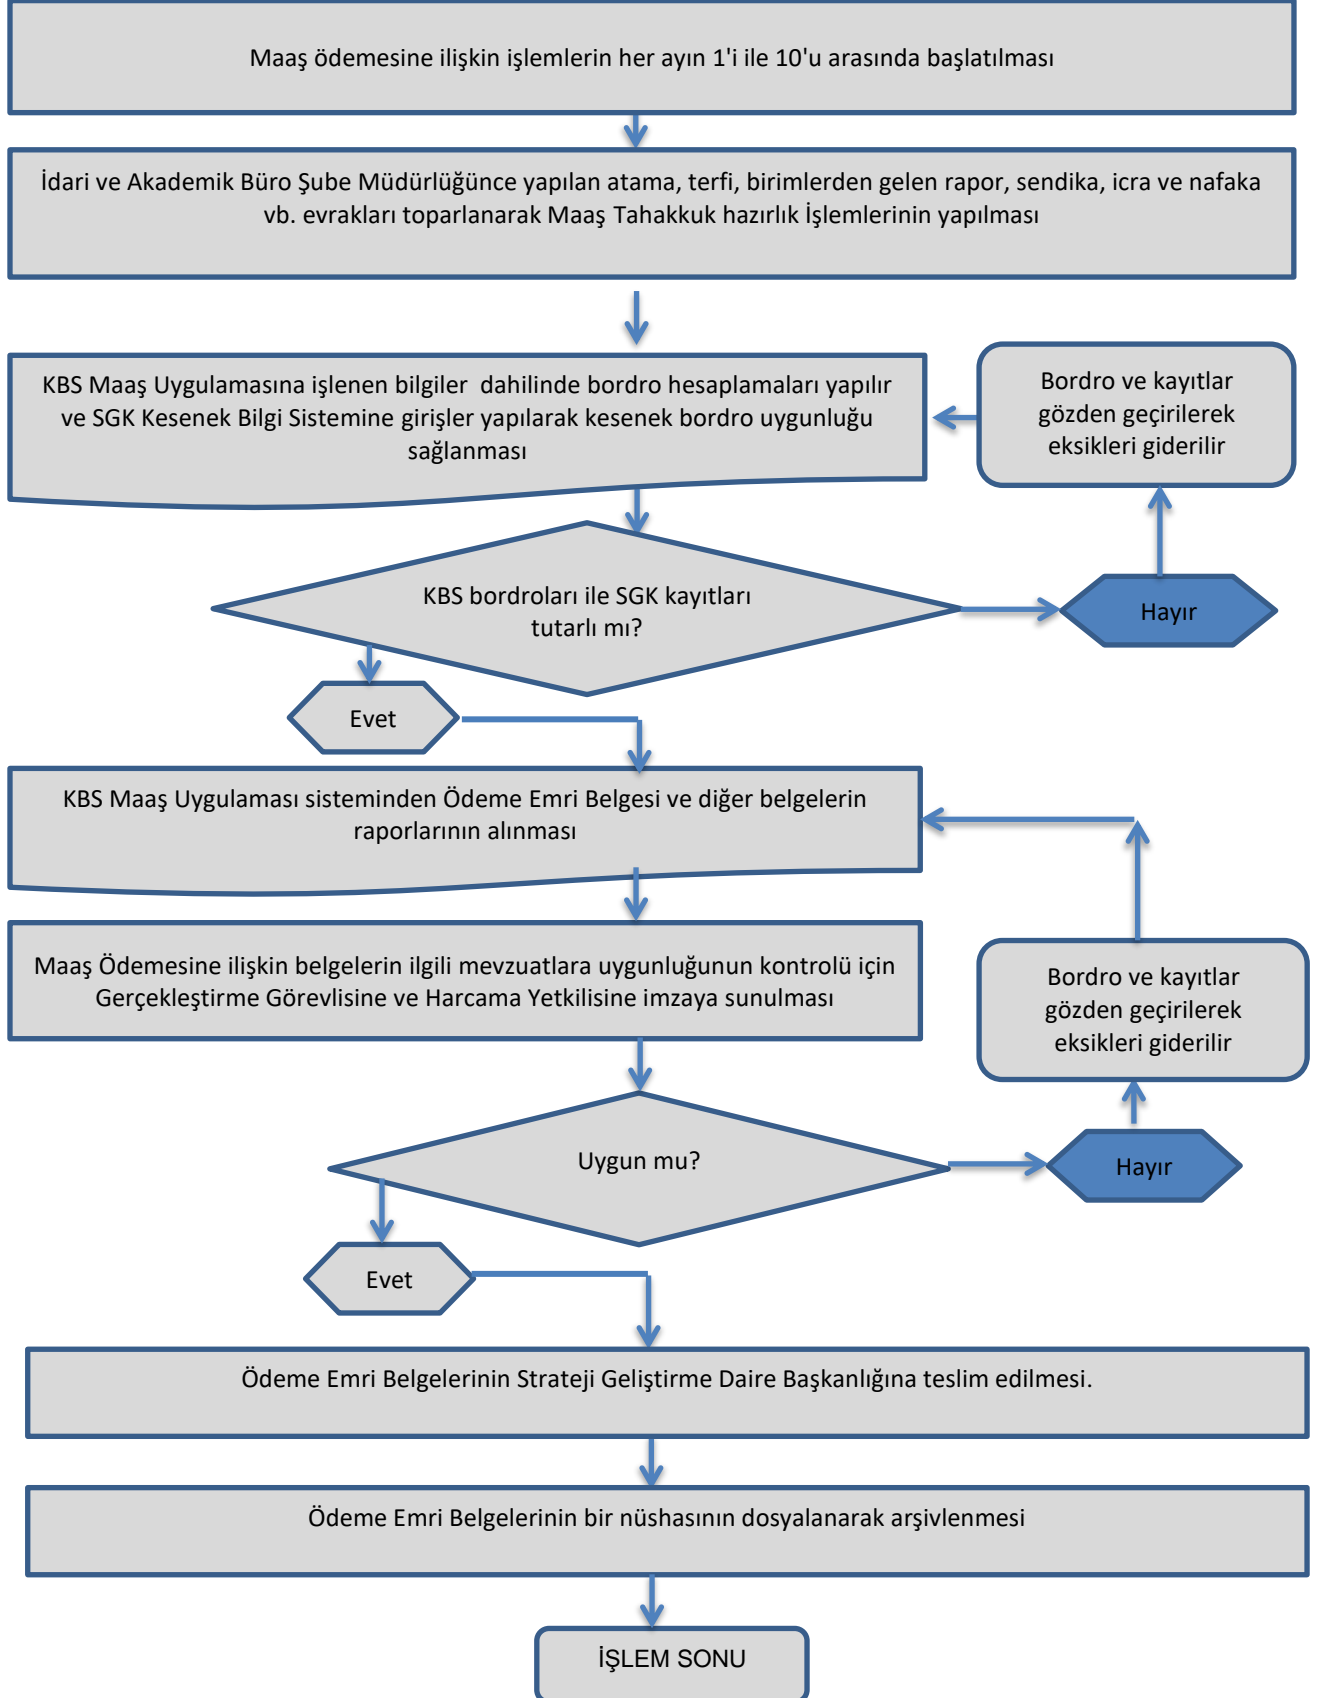 Maaş ödemesine ilişkin işlemlerin her ayın 1'i ile 10'u arasında başlatılması
İdari ve Akademik Büro Şube Müdürlüğünce yapılan atama, terfi, birimlerden gelen rapor, sendika, icra ve nafaka
vb. evrakları toparlanarak Maaş Tahakkuk hazırlık İşlemlerinin yapılması
KBS Maaş Uygulamasına işlenen bilgiler  dahilinde bordro hesaplamaları yapılır
ve SGK Kesenek Bilgi Sistemine girişler yapılarak kesenek bordro uygunluğu
sağlanması
Bordro ve kayıtlar
gözden geçirilerek
eksikleri giderilir
KBS bordroları ile SGK kayıtları
tutarlı mı?
Hayır
Evet
KBS Maaş Uygulaması sisteminden Ödeme Emri Belgesi ve diğer belgelerin
raporlarının alınması
Maaş Ödemesine ilişkin belgelerin ilgili mevzuatlara uygunluğunun kontrolü için
Gerçekleştirme Görevlisine ve Harcama Yetkilisine imzaya sunulması
Bordro ve kayıtlar
gözden geçirilerek
eksikleri giderilir
Uygun mu?
Hayır
Evet
Ödeme Emri Belgelerinin Strateji Geliştirme Daire Başkanlığına teslim edilmesi.
Ödeme Emri Belgelerinin bir nüshasının dosyalanarak arşivlenmesi
İŞLEM SONU